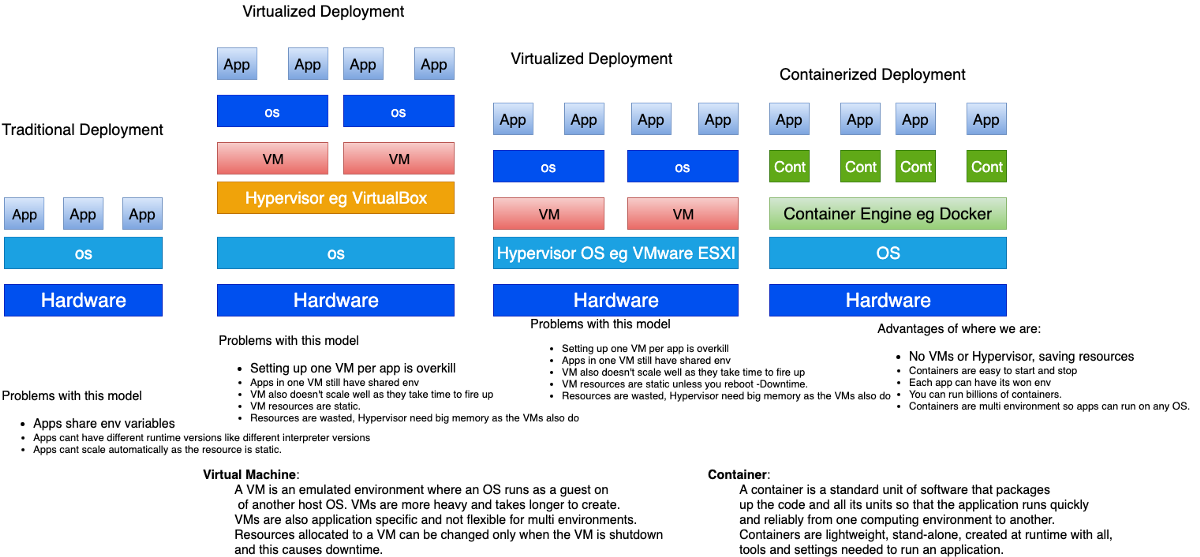 Virtualized Deployment
App App App App
os os
VM VM
Hypervisor eg VirtualBox
os
Hardware
Virtualized Deployment
App App App App
os os
VM VM
Hypervisor OS eg VMware ESXI
Hardware
Containerized Deployment
App App App App
Cont Cont Cont Cont
Container Engine eg Docker
OS
Hardware
Traditional Deployment
App App App
os
Hardware
Problems with this model
• Apps share env variables
• Apps cant have different runtime versions like different interpreter versions
• Apps cant scale automatically as the resource is static.
Problems with this model
• Setting up one VM per app is overkill
• Apps in one VM still have shared env
• VM also doesn't scale well as they take time to fire up
• VM resources are static.
• Resources are wasted, Hypervisor need big memory as the VMs also do
Problems with this model
• Setting up one VM per app is overkill
• Apps in one VM still have shared env
• VM also doesn't scale well as they take time to fire up
• VM resources are static unless you reboot -Downtime.
• Resources are wasted, Hypervisor need big memory as the VMs also do
Advantages of where we are:
• No VMs or Hypervisor, saving resources
• Containers are easy to start and stop
• Each app can have its won env
• You can run billions of containers.
• Containers are multi environment so apps can run on any OS.
Virtual Machine:
A VM is an emulated environment where an OS runs as a guest on
of another host OS. VMs are more heavy and takes longer to create.
VMs are also application specific and not flexible for multi environments.
Resources allocated to a VM can be changed only when the VM is shutdown
and this causes downtime.
Container:
A container is a standard unit of software that packages
up the code and all its units so that the application runs quickly
and reliably from one computing environment to another.
Containers are lightweight, stand-alone, created at runtime with all,
tools and settings needed to run an application.